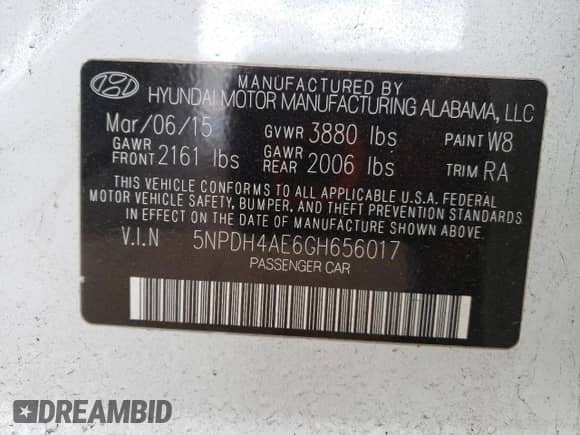 MANUFACTURED BY
HYUNDAI MOTOR MANUFACTURING ALABAMA, LLC
Mar/06/15 GVWR 3880 lbs PAINT W8
GAWR FRONT 2161 lbs GAWR REAR 2006 lbs TRIM RA
THIS VEHICLE CONFORMS TO ALL APPLICABLE U.S.A. FEDERAL
MOTOR VEHICLE SAFETY, BUMPER, AND THEFT PREVENTION STANDARDS
IN EFFECT ON THE DATE OF MANUFACTURE SHOWN ABOVE.
V.I.N 5NPDH4AE6GH656017
PASSENGER CAR
DREAMBID